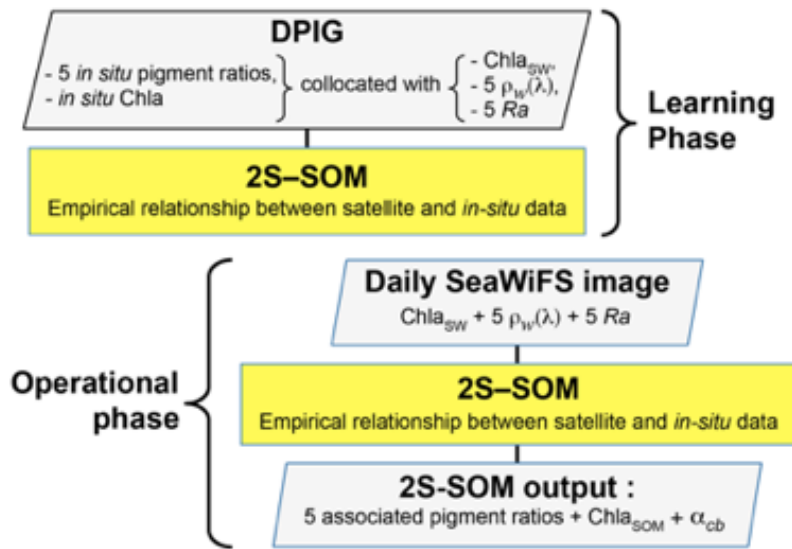 DPIG
- 5 in situ pigment ratios,
- in situ Chla
collocated with
- Chla_SW,
- 5 ρ_w(λ),
- 5 Ra
Learning
Phase
2S–SOM
Empirical relationship between satellite and in-situ data
Operational
phase
Daily SeaWiFS image
Chla_SW + 5 ρ_w(λ) + 5 Ra
2S–SOM
Empirical relationship between satellite and in-situ data
2S-SOM output :
5 associated pigment ratios + Chla_SOM + α_cb